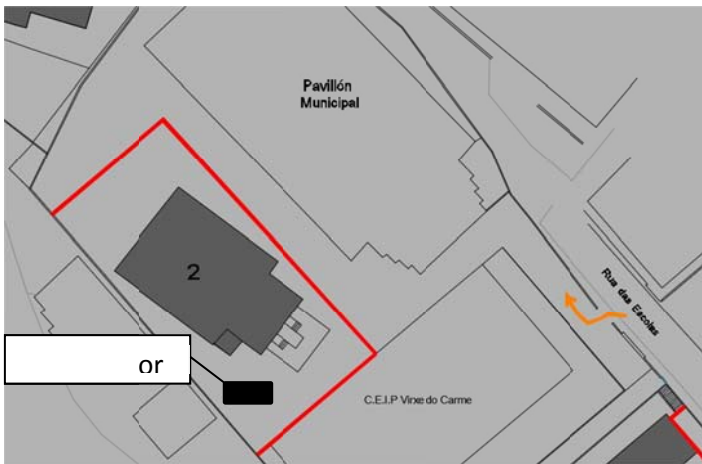 Pavillón
Municipal
2
Rua das Escolas
or
C.E.I.P Virxe do Carme